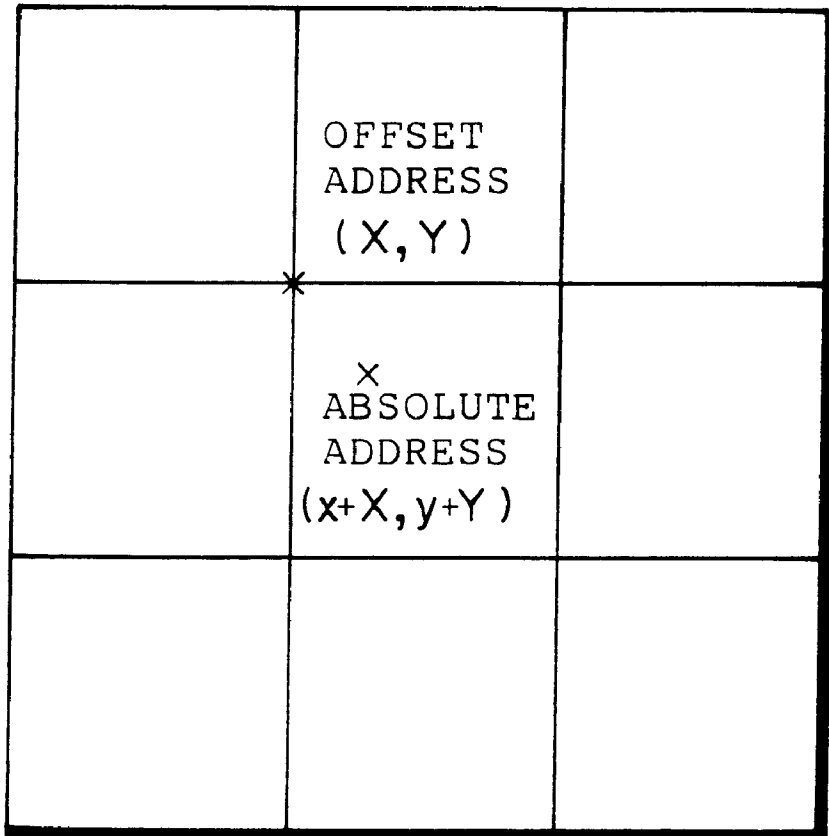 OFFSET
ADDRESS
(X,Y)
×
ABSOLUTE
ADDRESS
(x+X,y+Y)